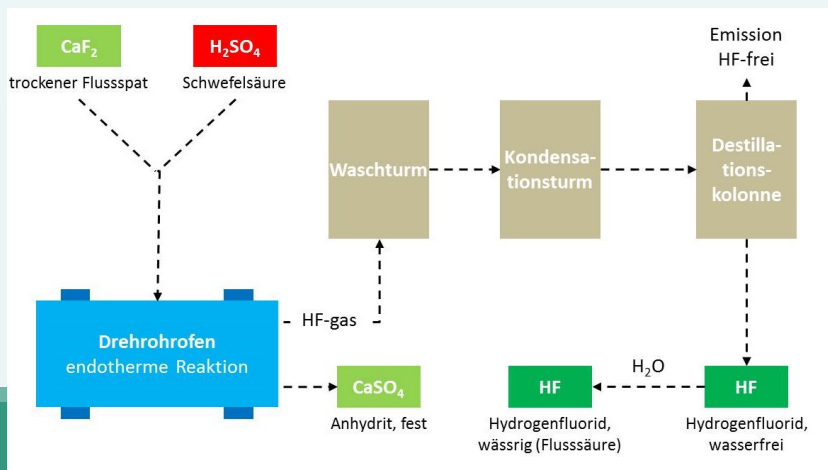 CaF₂
trockener Flussspat
H₂SO₄
Schwefelsäure
Emission
HF-frei
Waschturm
Kondensa-
tionsturm
Destilla-
tions-
kolonne
Drehrohrofen
endotherme Reaktion
HF-gas
CaSO₄
Anhydrit, fest
H₂O
HF
Hydrogenfluorid,
wässrig (Flusssäure)
HF
Hydrogenfluorid,
wasserfrei